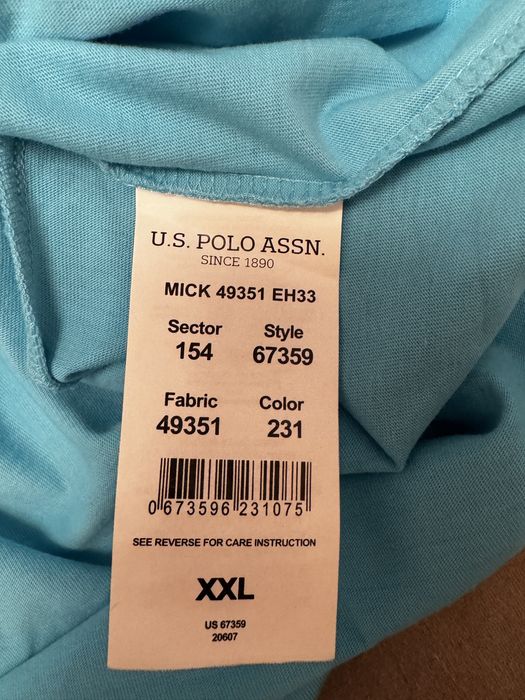 U.S. POLO ASSN.
SINCE 1890
MICK 49351 EH33
Sector Style
154 67359
Fabric Color
49351 231
0 673596 231075
SEE REVERSE FOR CARE INSTRUCTION
XXL
US 67359
20607